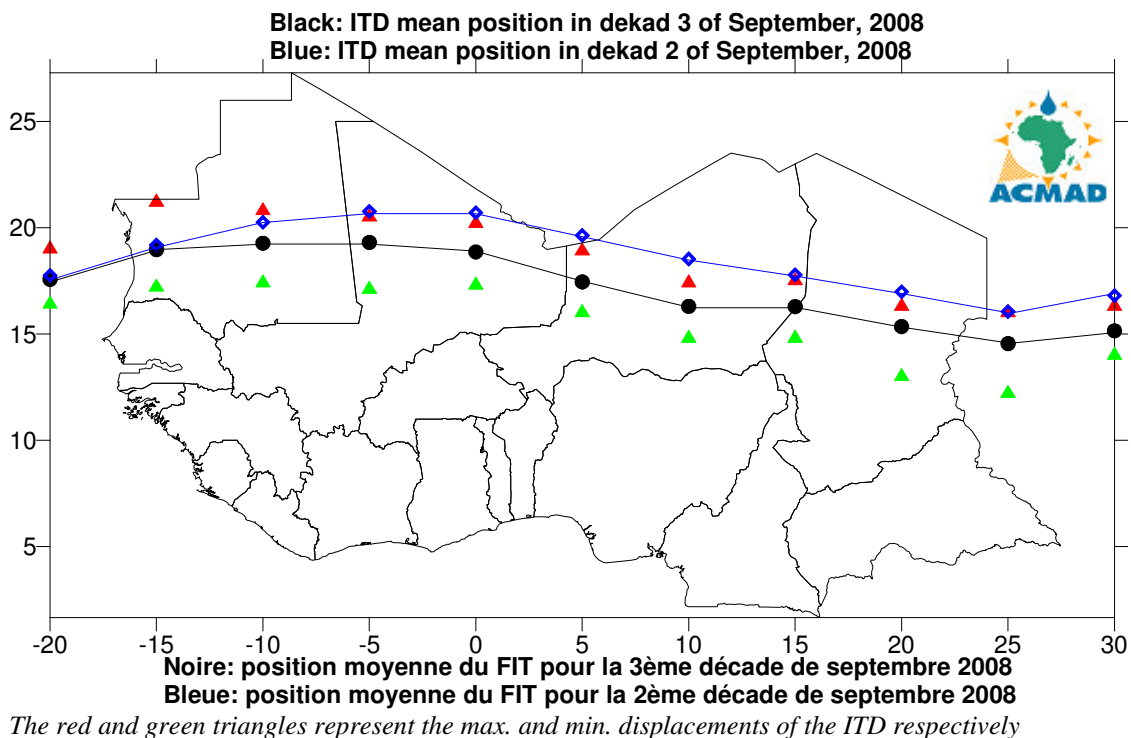 Black: ITD mean position in dekad 3 of September, 2008
Blue: ITD mean position in dekad 2 of September, 2008
25
20
15
10
5
ACMAD
-20 -15 -10 -5 0 5 10 15 20 25 30
Noire: position moyenne du FIT pour la 3ème décade de septembre 2008
Bleue: position moyenne du FIT pour la 2ème décade de septembre 2008
The red and green triangles represent the max. and min. displacements of the ITD respectively